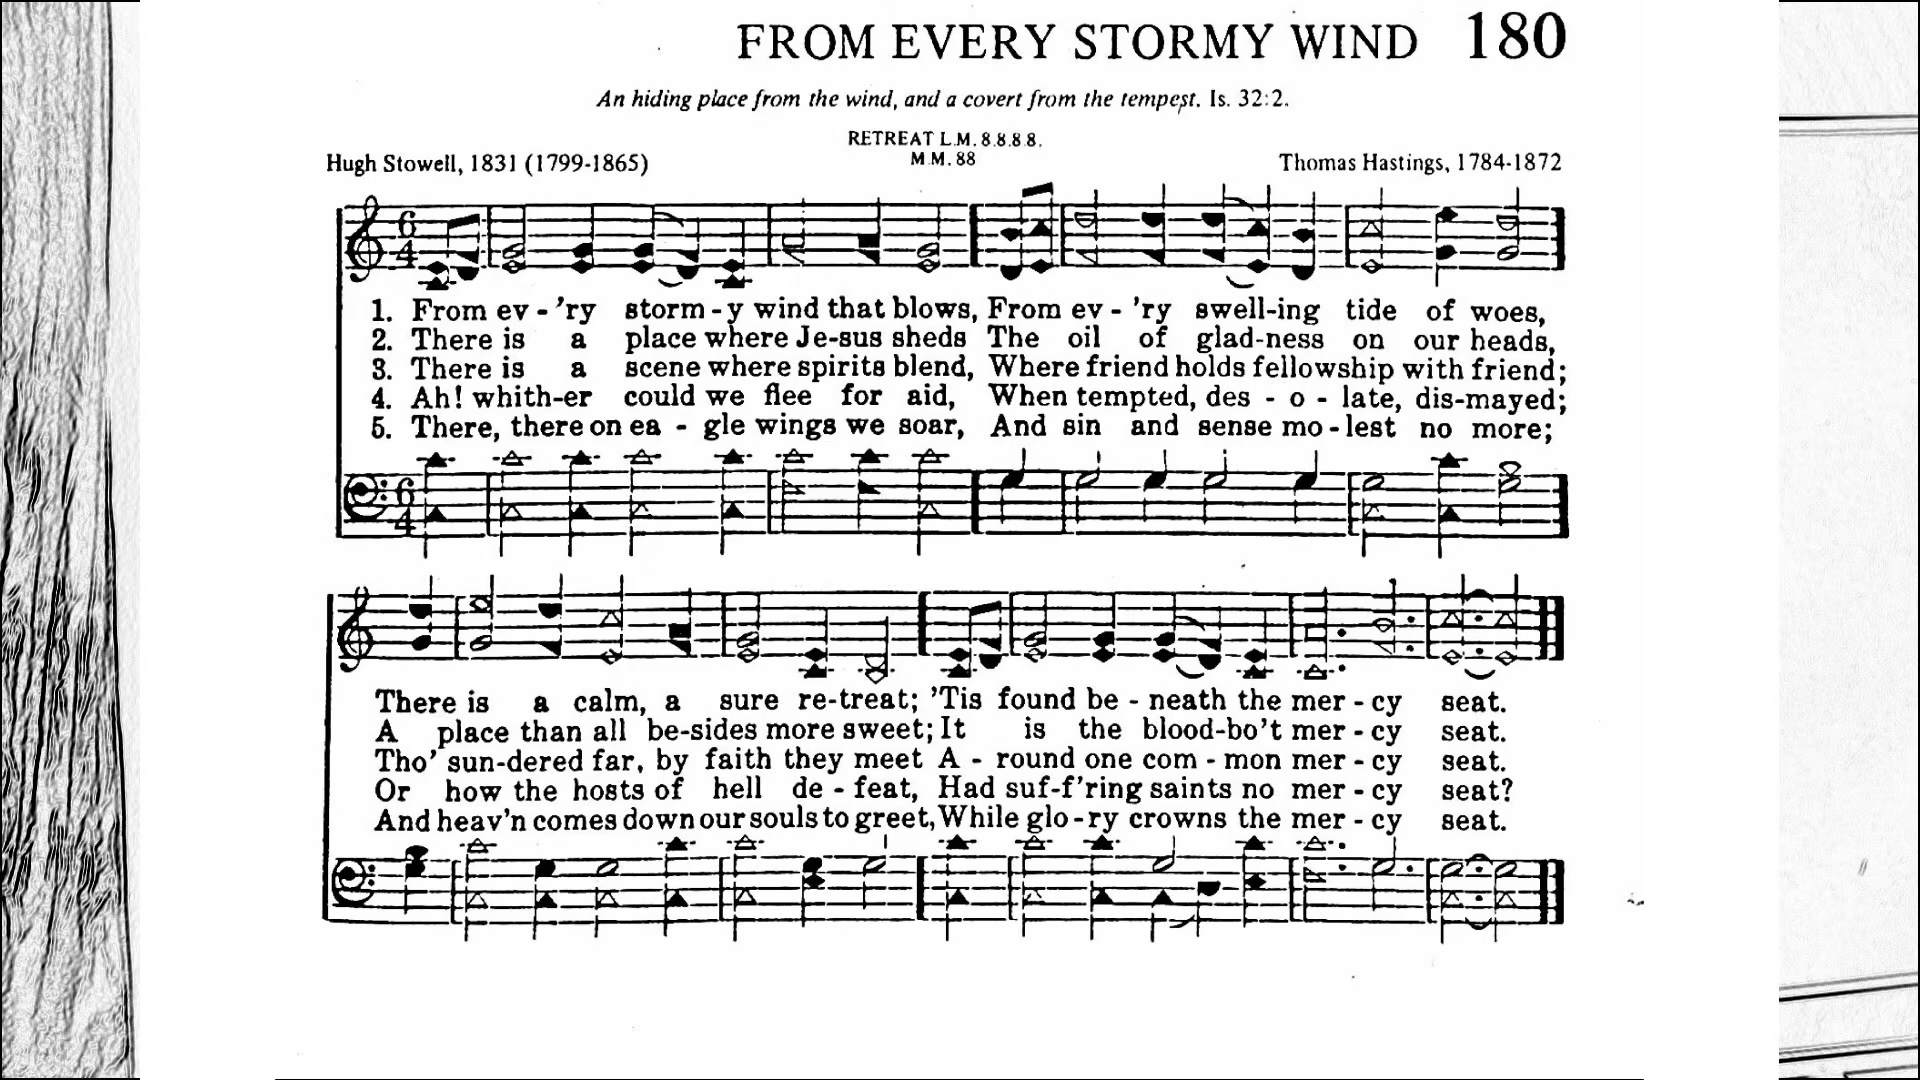 FROM EVERY STORMY WIND 180
An hiding place from the wind, and a covert from the tempest. Is. 32:2.
RETREAT L.M. 8.8.8.8.
Hugh Stowell, 1831 (1799-1865) M.M. 88 Thomas Hastings, 1784-1872
6
4
1. From ev - 'ry storm - y wind that blows, From ev - 'ry swell-ing tide of woes,
2. There is a place where Je-sus sheds The oil of glad-ness on our heads,
3. There is a scene where spirits blend, Where friend holds fellowship with friend;
4. Ah! whith-er could we flee for aid, When tempted, des - o - late, dis-mayed;
5. There, there on ea - gle wings we soar, And sin and sense mo - lest no more;
6
4
There is a calm, a sure re-treat; 'Tis found be - neath the mer - cy seat.
A place than all be-sides more sweet; It is the blood-bo't mer - cy seat.
Tho' sun-dered far, by faith they meet A - round one com - mon mer - cy seat.
Or how the hosts of hell de - feat, Had suf-f'ring saints no mer - cy seat?
And heav'n comes down our souls to greet, While glo - ry crowns the mer - cy seat.